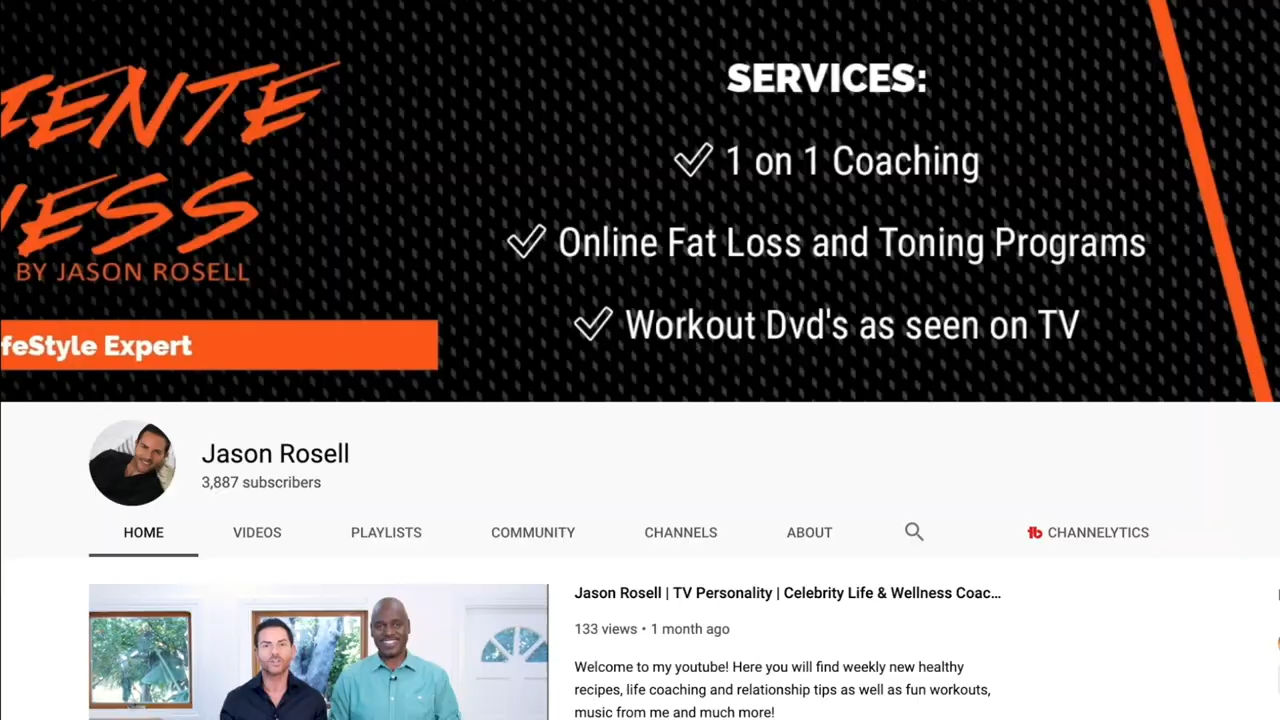 IENTE
NESS
BY JASON ROSELL
feStyle Expert
SERVICES:
1 on 1 Coaching
Online Fat Loss and Toning Programs
Workout Dvd's as seen on TV
Jason Rosell
3,887 subscribers
HOME VIDEOS PLAYLISTS COMMUNITY CHANNELS ABOUT CHANNELYTICS
Jason Rosell | TV Personality | Celebrity Life & Wellness Coac...
133 views • 1 month ago
Welcome to my youtube! Here you will find weekly new healthy
recipes, life coaching and relationship tips as well as fun workouts,
music from me and much more!